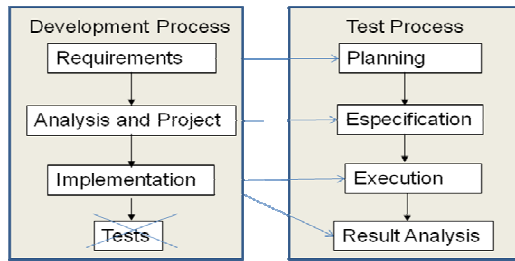 Development Process
Requirements
Analysis and Project
Implementation
Tests
Test Process
Planning
Especification
Execution
Result Analysis